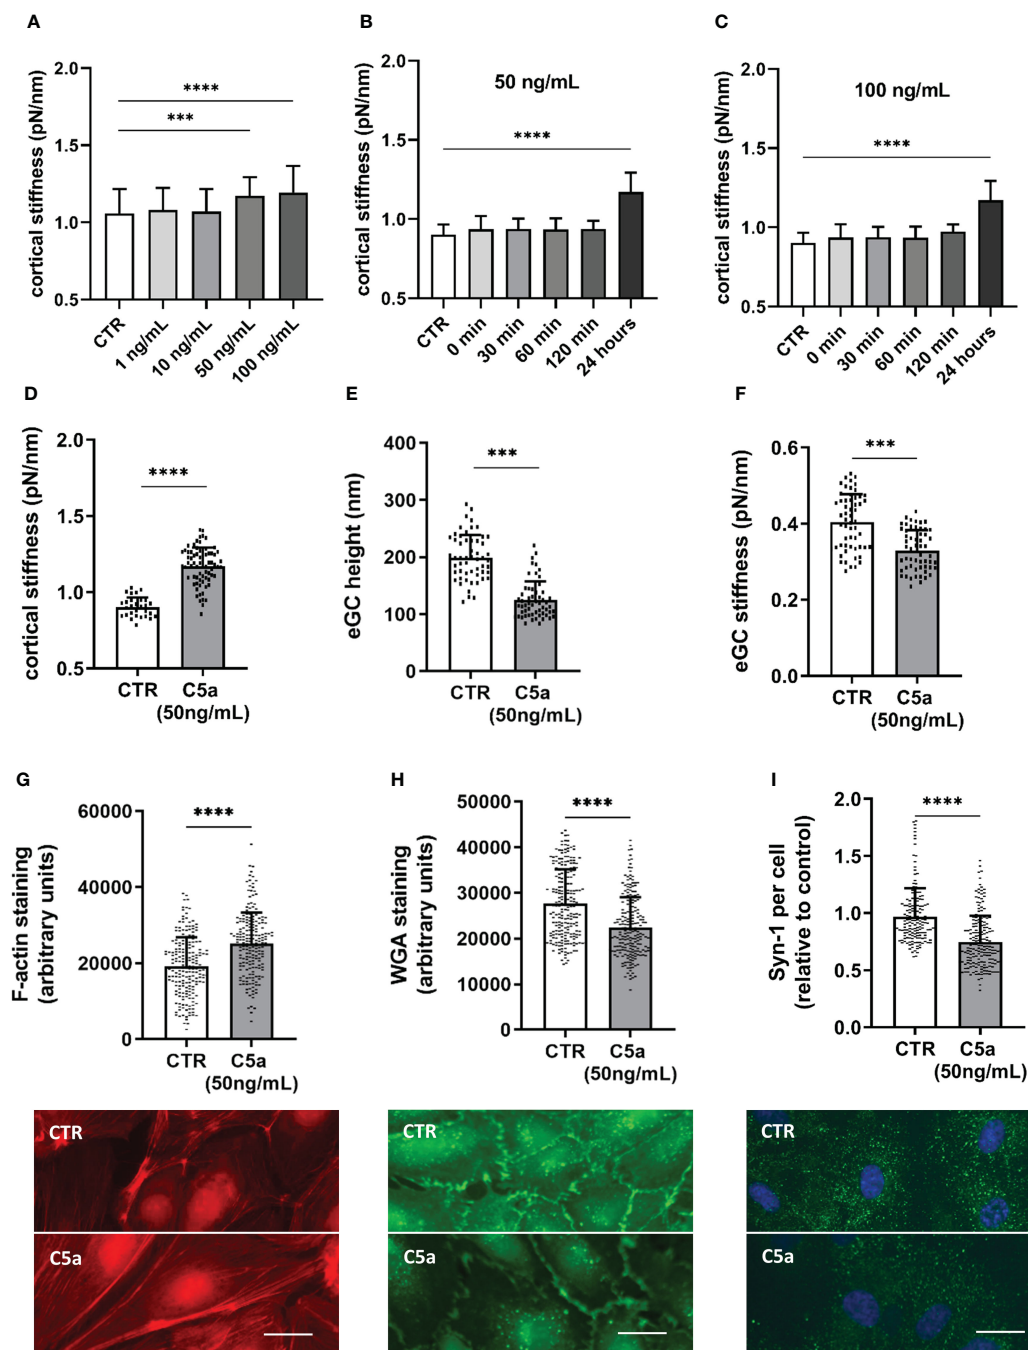 A
cortical stiffness (pN/nm)
2.0
1.5
1.0
0.5
****
***
CTR
1 ng/mL
10 ng/mL
50 ng/mL
100 ng/mL
B
cortical stiffness (pN/nm)
2.0
1.5
1.0
0.5
50 ng/mL
****
CTR
0 min
30 min
60 min
120 min
24 hours
C
cortical stiffness (pN/nm)
2.0
1.5
1.0
0.5
100 ng/mL
****
CTR
0 min
30 min
60 min
120 min
24 hours
D
cortical stiffness (pN/nm)
2.0
1.5
1.0
0.5
****
CTR
C5a
(50ng/mL)
E
eGC height (nm)
400
300
200
100
0
***
CTR
C5a
(50ng/mL)
F
eGC stiffness (pN/nm)
0.6
0.4
0.2
0.0
***
CTR
C5a
(50ng/mL)
G
F-actin staining
(arbitrary units)
60000
40000
20000
0
****
CTR
C5a
(50ng/mL)
H
WGA staining
(arbitrary units)
50000
40000
30000
20000
10000
0
****
CTR
C5a
(50ng/mL)
I
Syn-1 per cell
(relative to control)
2.0
1.5
1.0
0.5
0.0
****
CTR
C5a
(50ng/mL)
CTR
C5a
CTR
C5a
CTR
C5a